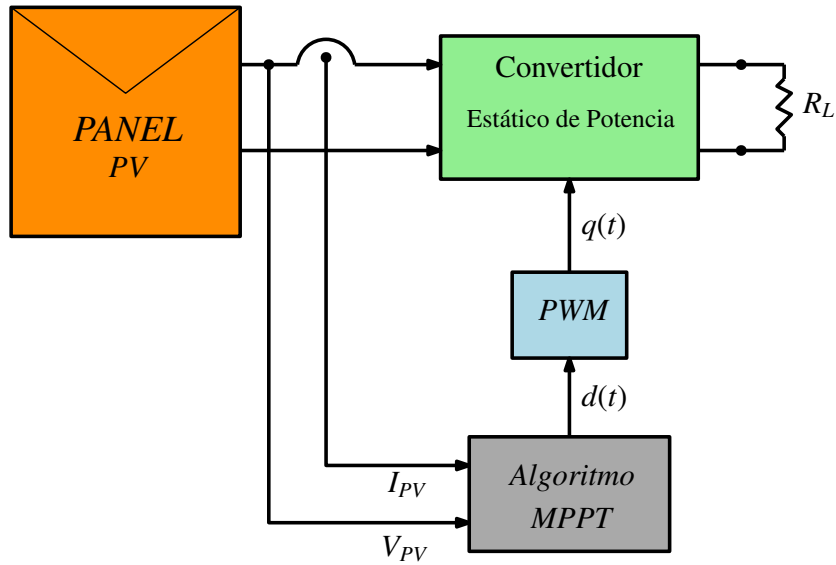 PANEL
PV
Convertidor
Estático de Potencia
R_L
q(t)
PWM
d(t)
Algoritmo
MPPT
I_PV
V_PV